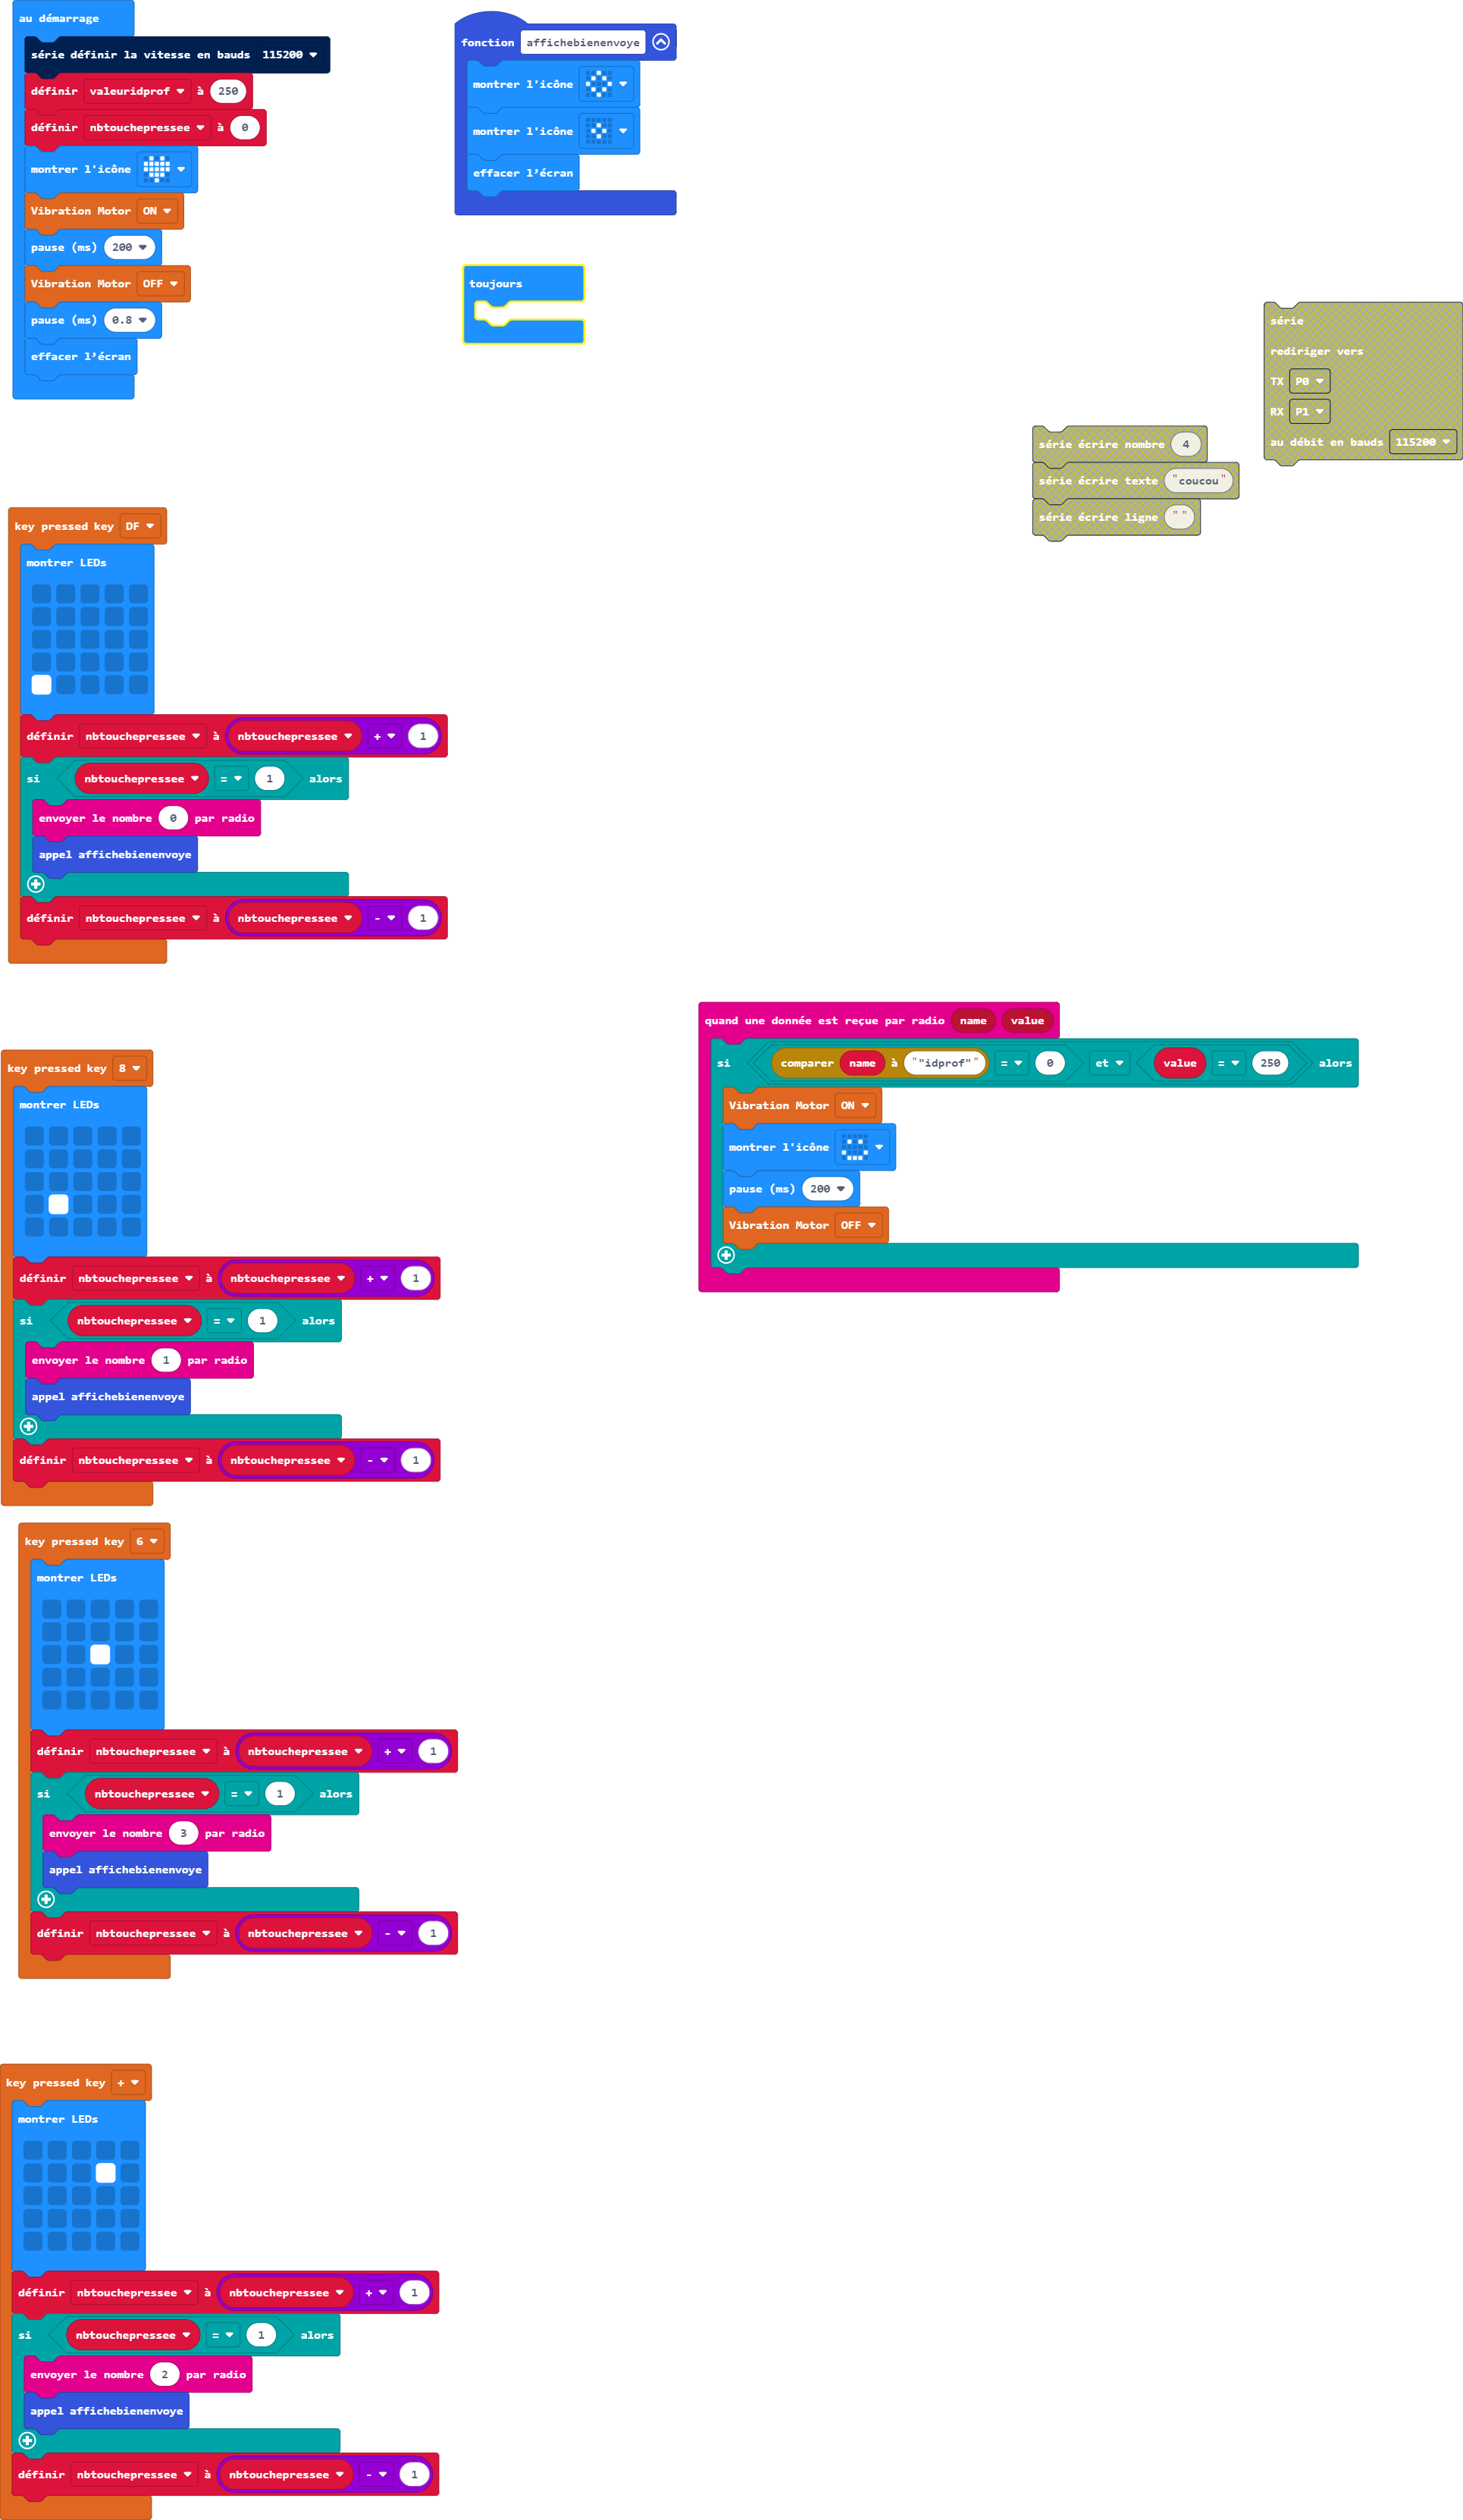 au démarrage
série définir la vitesse en bauds 115200
définir valeuridprof à 250
définir nbtouchepressee à 0
montrer l'icône
Vibration Motor ON
pause (ms) 200
Vibration Motor OFF
pause (ms) 0.8
effacer l’écran
fonction affichebienenvoye
montrer l'icône
montrer l'icône
effacer l’écran
toujours
série
rediriger vers
TX P0
RX P1
au débit en bauds 115200
série écrire nombre 4
série écrire texte "coucou"
série écrire ligne ""
key pressed key DF
montrer LEDs
définir nbtouchepressee à nbtouchepressee + 1
si nbtouchepressee = 1 alors
envoyer le nombre 0 par radio
appel affichebienenvoye
définir nbtouchepressee à nbtouchepressee - 1
quand une donnée est reçue par radio name value
si comparer name à ""idprof"" = 0 et value = 250 alors
Vibration Motor ON
montrer l'icône
pause (ms) 200
Vibration Motor OFF
key pressed key 8
montrer LEDs
définir nbtouchepressee à nbtouchepressee + 1
si nbtouchepressee = 1 alors
envoyer le nombre 1 par radio
appel affichebienenvoye
définir nbtouchepressee à nbtouchepressee - 1
key pressed key 6
montrer LEDs
définir nbtouchepressee à nbtouchepressee + 1
si nbtouchepressee = 1 alors
envoyer le nombre 3 par radio
appel affichebienenvoye
définir nbtouchepressee à nbtouchepressee - 1
key pressed key +
montrer LEDs
définir nbtouchepressee à nbtouchepressee + 1
si nbtouchepressee = 1 alors
envoyer le nombre 2 par radio
appel affichebienenvoye
définir nbtouchepressee à nbtouchepressee - 1